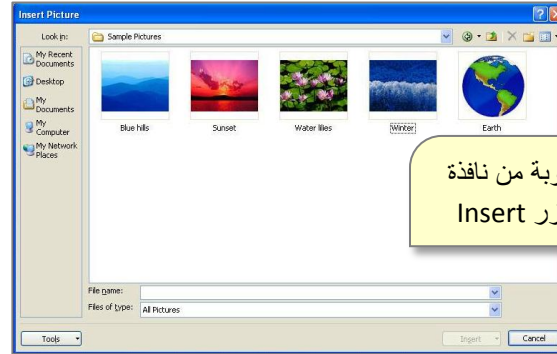 Insert Picture
Look in: Sample Pictures
My Recent Documents
Desktop
My Documents
My Computer
My Network Places
Blue hills
Sunset
Water lilies
Winter
Earth
من نافذة
Insert
File name:
Files of type: All Pictures
Tools
Insert
Cancel